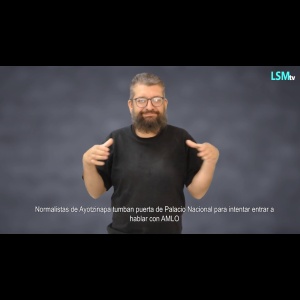 LSMtv
Normalistas de Ayotzinapa tumban puerta de Palacio Nacional para intentar entrar a
hablar con AMLO